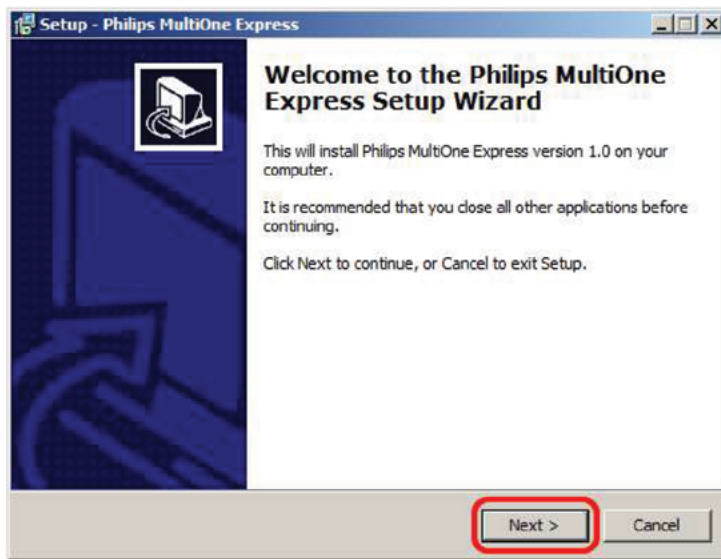 Setup - Philips MultiOne Express
Welcome to the Philips MultiOne
Express Setup Wizard
This will install Philips MultiOne Express version 1.0 on your
computer.
It is recommended that you close all other applications before
continuing.
Click Next to continue, or Cancel to exit Setup.
Next >
Cancel